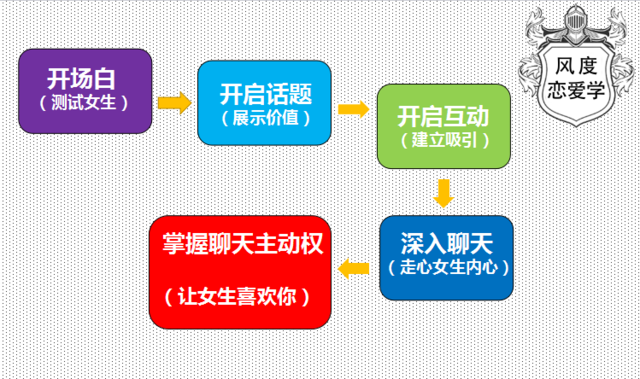 开场白
（测试女生）
开启话题
（展示价值）
开启互动
（建立吸引）
风度
恋爱学
深入聊天
（走心女生内心）
掌握聊天主动权
（让女生喜欢你）